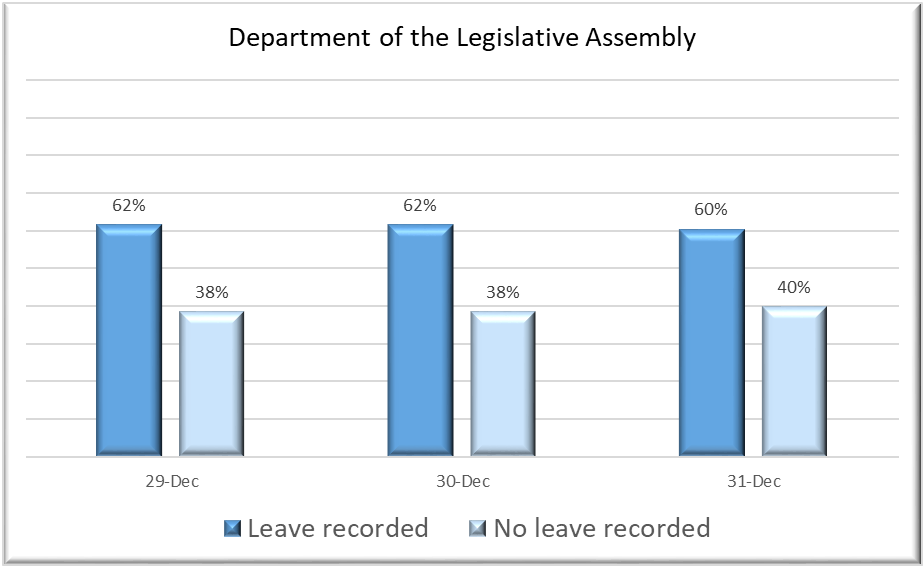 Department of the Legislative Assembly
62%
38%
62%
38%
60%
40%
29-Dec
30-Dec
31-Dec
Leave recorded
No leave recorded